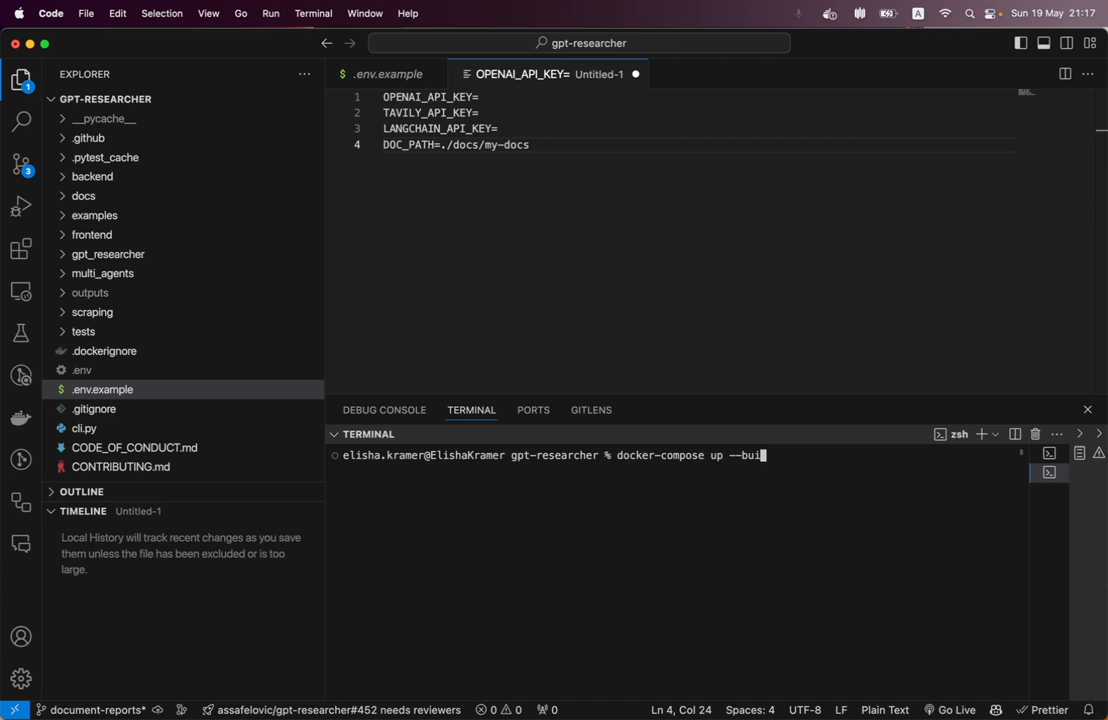 Code File Edit Selection View Go Run Terminal Window Help A Sun 19 May 21:17
gpt-researcher
EXPLORER
$ .env.example OPENAI_API_KEY= Untitled-1
GPT-RESEARCHER
__pycache__
.github
.pytest_cache
backend
docs
examples
frontend
gpt_researcher
multi_agents
outputs
scraping
tests
.dockerignore
.env
$ .env.example
.gitignore
cli.py
CODE_OF_CONDUCT.md
CONTRIBUTING.md
OUTLINE
TIMELINE Untitled-1
Local History will track recent changes as you save
them unless the file has been excluded or is too
large.
1
3
1 OPENAI_API_KEY=
2 TAVILY_API_KEY=
3 LANGCHAIN_API_KEY=
4 DOC_PATH=./docs/my-docs
DEBUG CONSOLE TERMINAL PORTS GITLENS
TERMINAL zsh
elisha.kramer@ElishaKramer gpt-researcher % docker-compose up --bui
document-reports* assafelovic/gpt-researcher#452 needs reviewers 0 0 0 Ln 4, Col 24 Spaces: 4 UTF-8 LF Plain Text Go Live Prettier